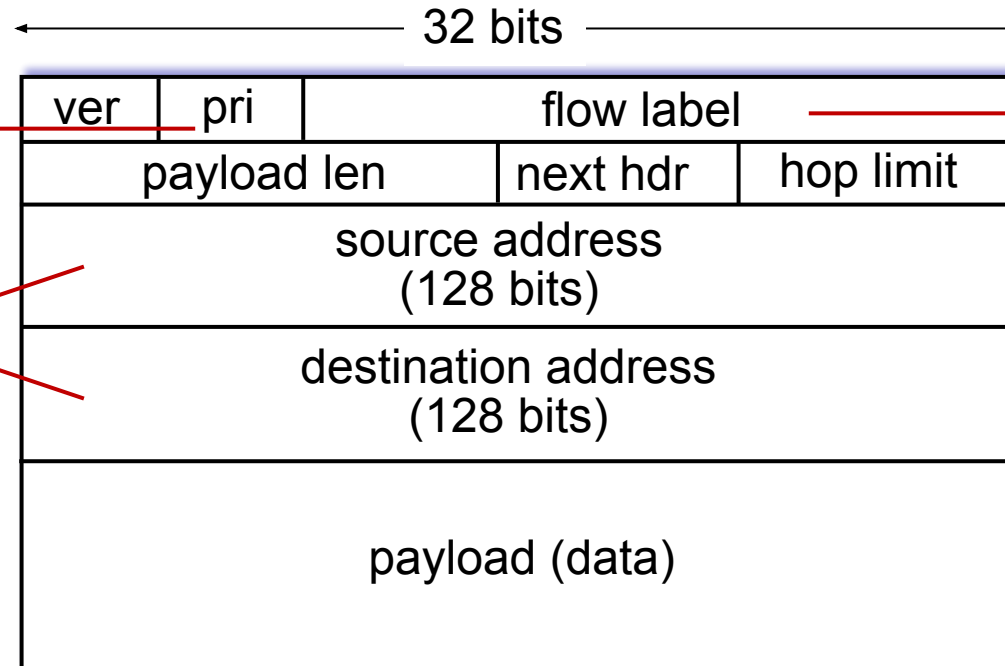 32 bits
ver pri flow label
payload len next hdr hop limit
source address
(128 bits)
destination address
(128 bits)
payload (data)